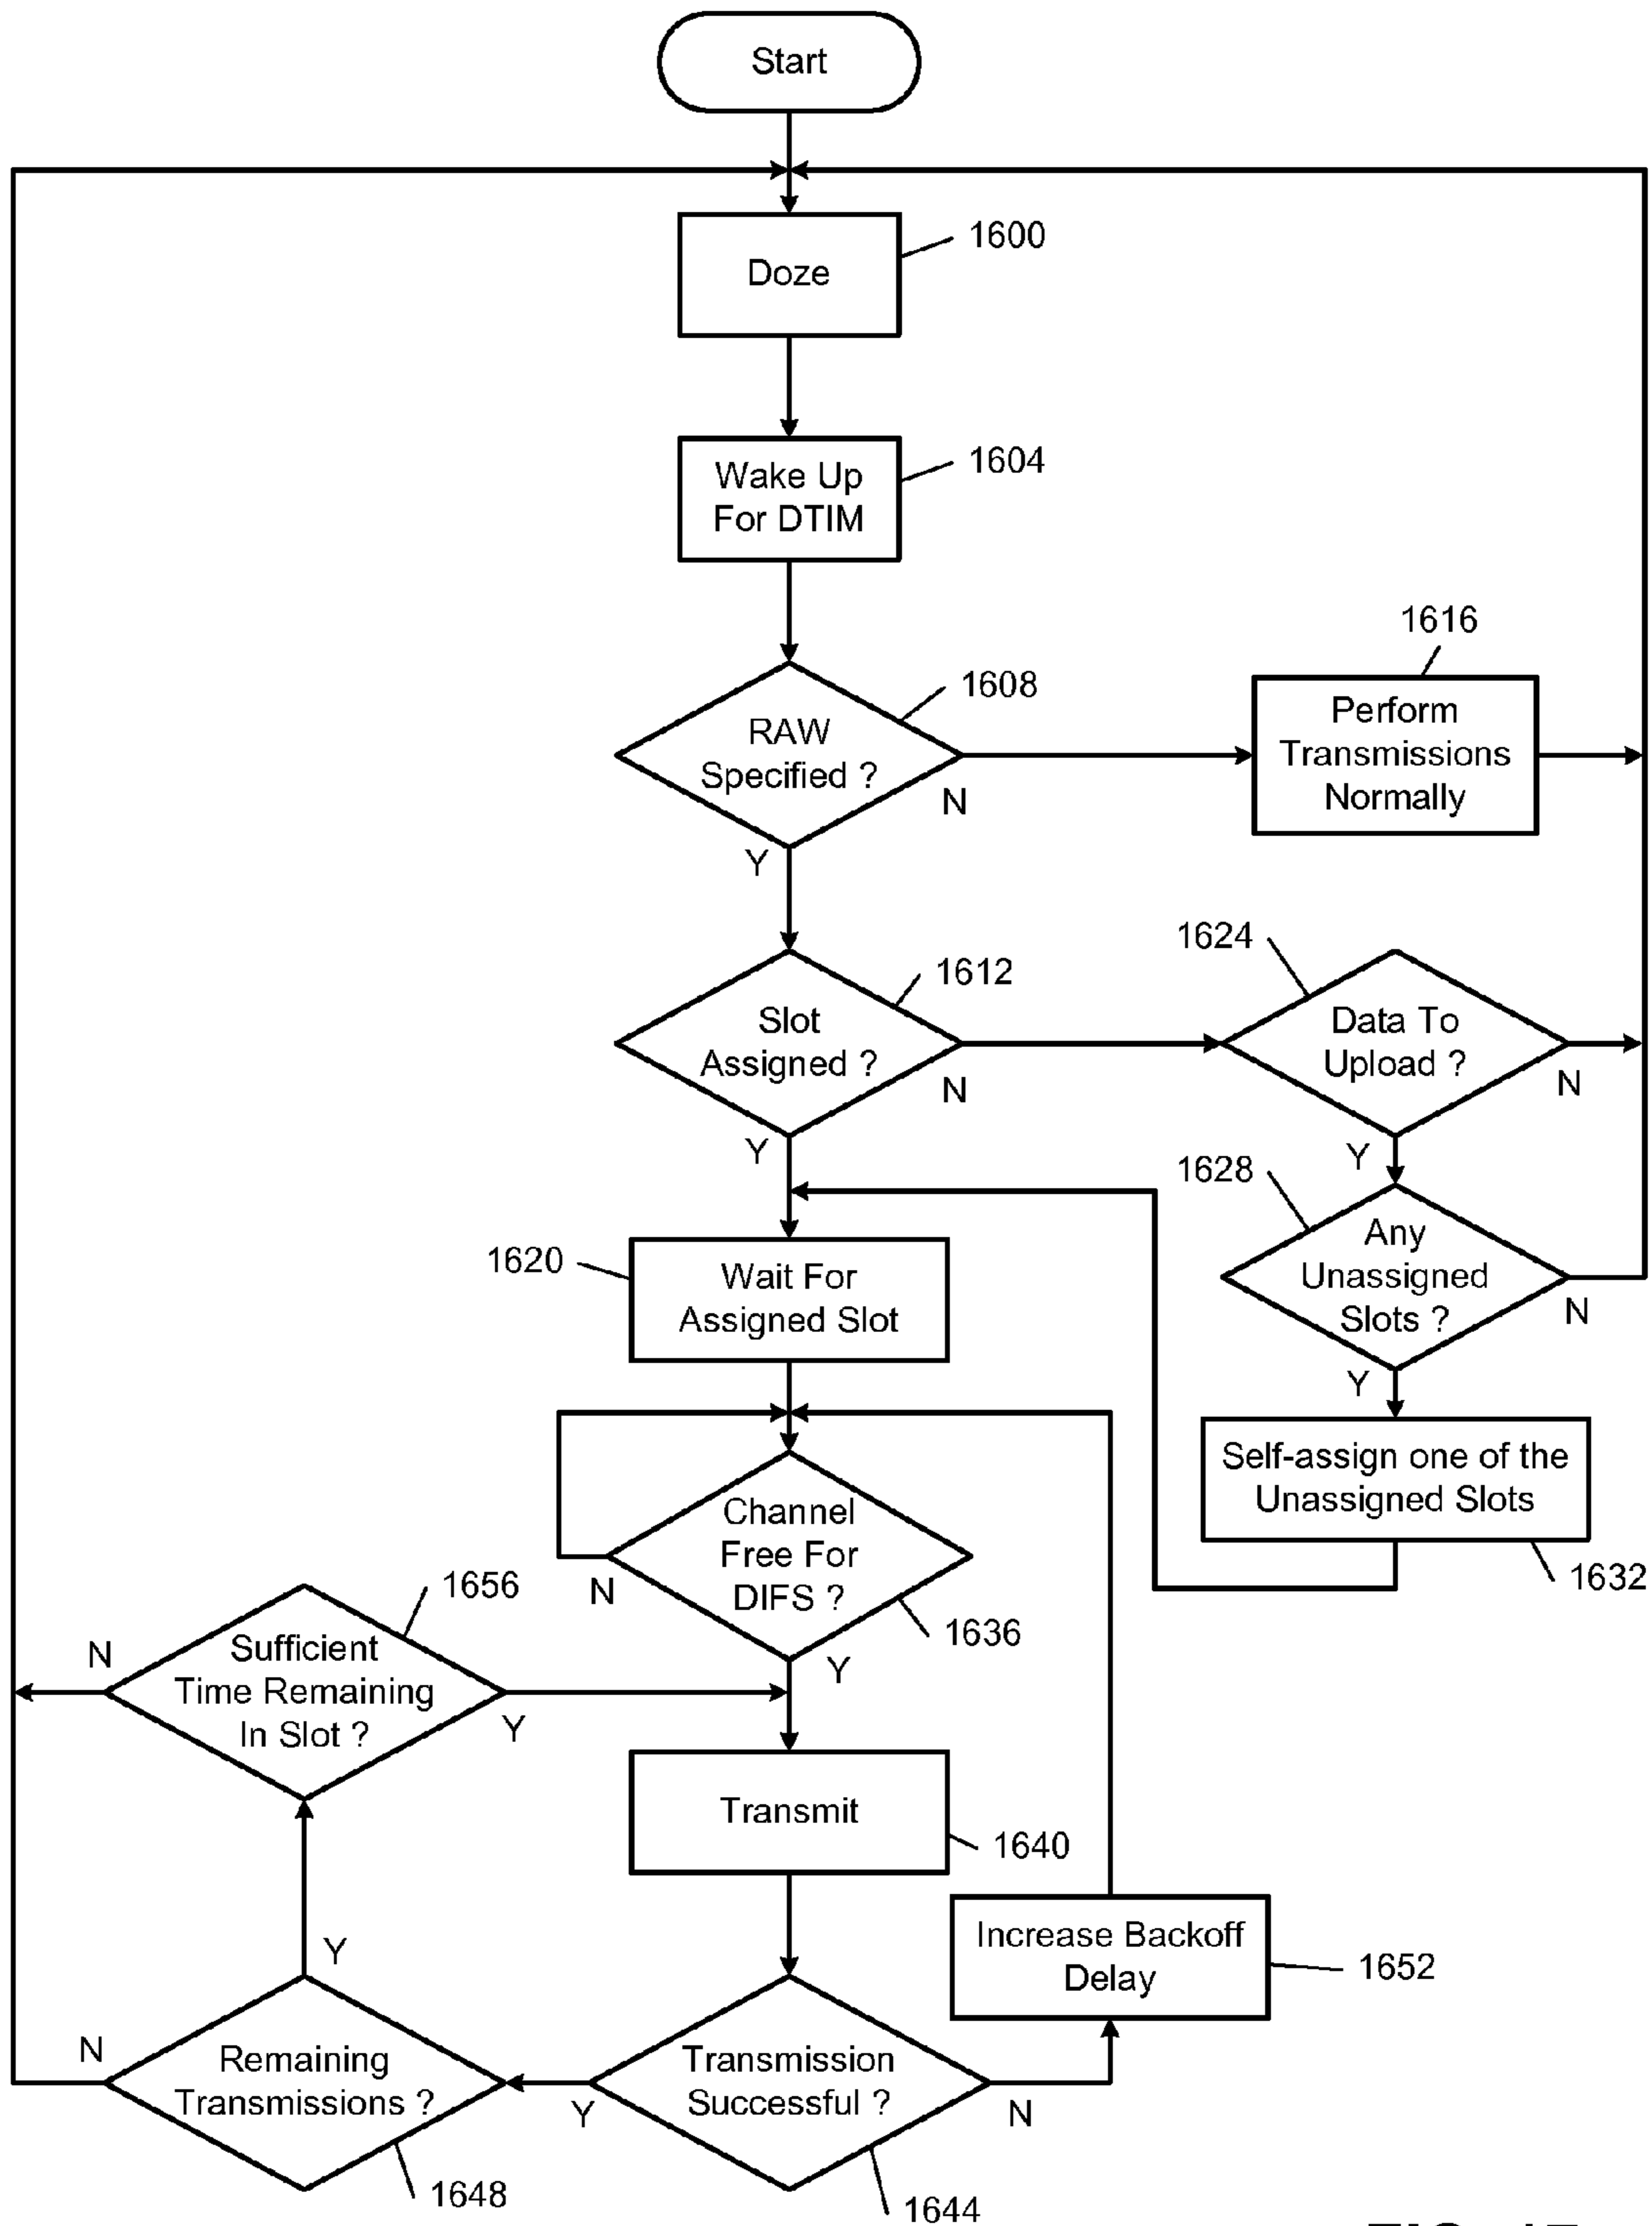 Start
Doze
1600
Wake Up
For DTIM
1604
RAW
Specified ?
1608
N
Y
1616
Perform
Transmissions
Normally
Slot
Assigned ?
1612
N
Y
1624
Data To
Upload ?
N
Y
1628
Any
Unassigned
Slots ?
N
Y
1620
Wait For
Assigned Slot
Self-assign one of the
Unassigned Slots
1632
Channel
Free For
DIFS ?
N
1636
Y
1656
Sufficient
Time Remaining
In Slot ?
N
Y
Transmit
1640
Increase Backoff
Delay
1652
Y
N
Remaining
Transmissions ?
1648
Transmission
Successful ?
Y
N
1644